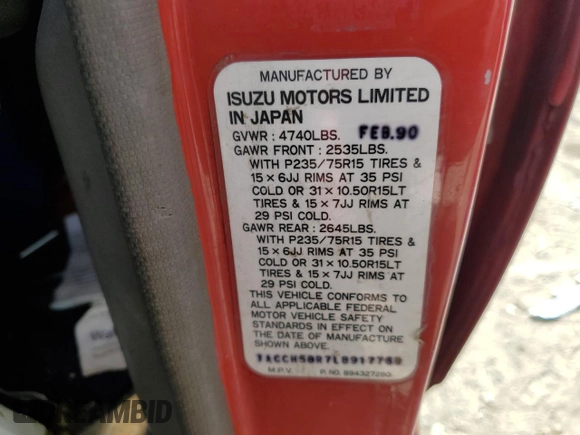 MANUFACTURED BY
ISUZU MOTORS LIMITED
IN JAPAN
GVWR : 4740LBS. FEB.90
GAWR FRONT : 2535LBS.
WITH P235/75R15 TIRES &
15 × 6JJ RIMS AT 35 PSI
COLD OR 31 × 10.50R15LT
TIRES & 15 × 7JJ RIMS AT
29 PSI COLD.
GAWR REAR : 2645LBS.
WITH P235/75R15 TIRES &
15 × 6JJ RIMS AT 35 PSI
COLD OR 31 × 10.50R15LT
TIRES & 15 × 7JJ RIMS AT
29 PSI COLD.
THIS VEHICLE CONFORMS TO
ALL APPLICABLE FEDERAL
MOTOR VEHICLE SAFETY
STANDARDS IN EFFECT ON
THE DATE OF MANUFACTURE
SHOWN ABOVE.
M.P.V. P. NO. 894327250
DREAMBID